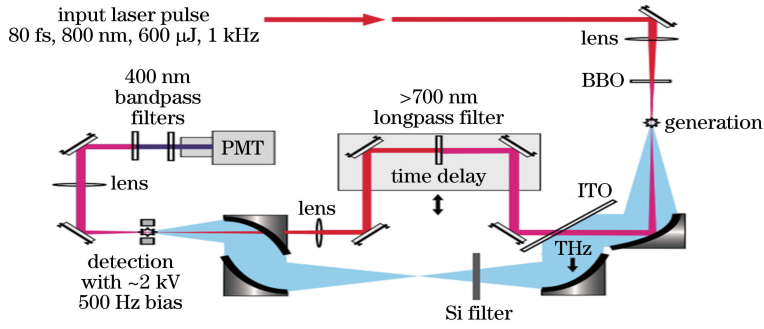 input laser pulse
80 fs, 800 nm, 600 μJ, 1 kHz
lens
BBO
generation
400 nm
bandpass
filters
PMT
>700 nm
longpass filter
time delay
ITO
lens
lens
THz
detection
with ~2 kV
500 Hz bias
Si filter